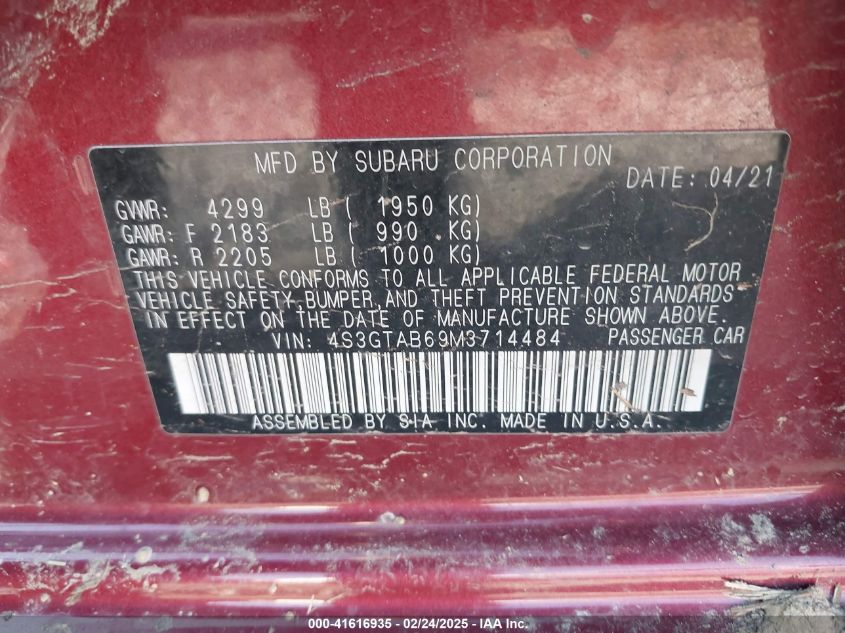 MFD BY SUBARU CORPORATION
DATE: 04/21
GVWR: 4299 LB ( 1950 KG)
GAWR: F 2183 LB ( 990 KG)
GAWR: R 2205 LB ( 1000 KG)
THIS VEHICLE CONFORMS TO ALL APPLICABLE FEDERAL MOTOR
VEHICLE SAFETY, BUMPER, AND THEFT PREVENTION STANDARDS
IN EFFECT ON THE DATE OF MANUFACTURE SHOWN ABOVE.
VIN: 4S3GTAB69M3714484 PASSENGER CAR
ASSEMBLED BY SIA INC. MADE IN U.S.A.
000-41616935 - 02/24/2025 - IAA Inc.